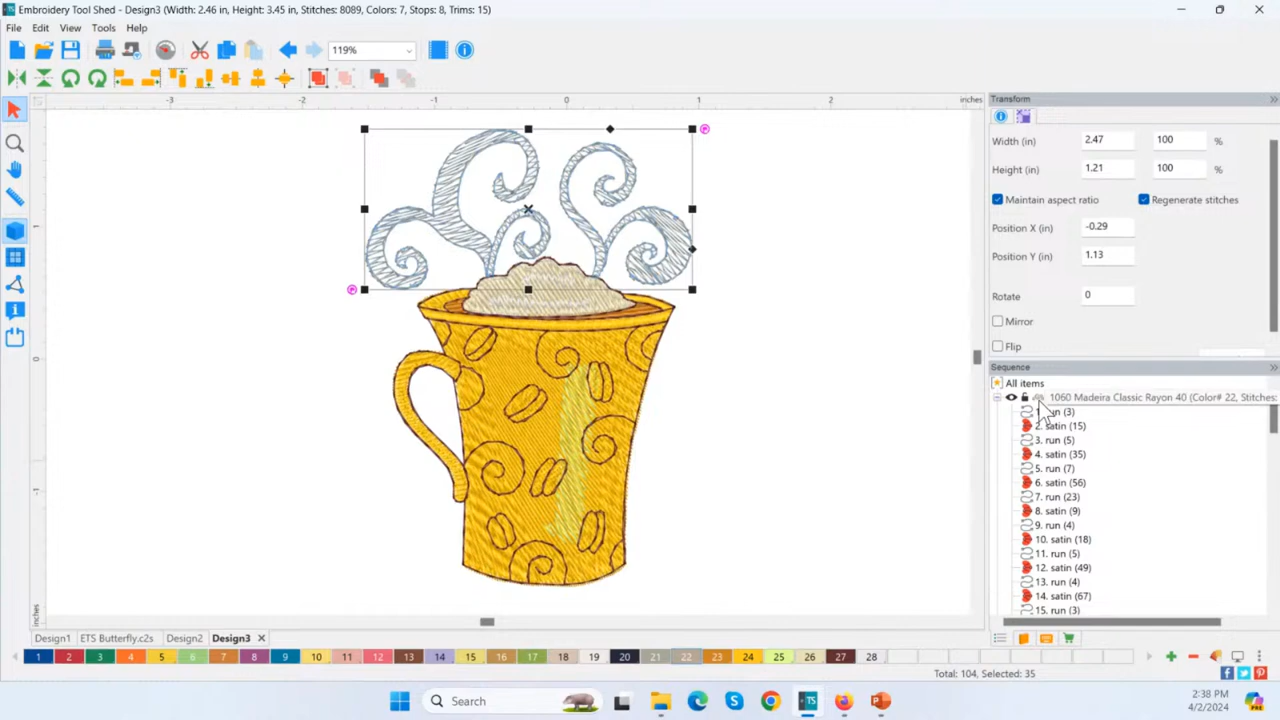 Embroidery Tool Shed - Design3 (Width: 2.46 in, Height: 3.45 in, Stitches: 8089, Colors: 7, Stops: 8, Trims: 15)
File Edit View Tools Help
119%
-3 -2 -1 0 1 2 inches
1
0
-1
inches
Transform
Width (in) 2.47 100 %
Height (in) 1.21 100 %
Maintain aspect ratio Regenerate stitches
Position X (in) -0.29
Position Y (in) 1.13
Rotate 0
Mirror
Flip
Sequence
All items
1060 Madeira Classic Rayon 40 (Color# 22, Stitches:
(3)
2. satin (15)
3. run (5)
4. satin (35)
5. run (7)
6. satin (56)
7. run (23)
8. satin (9)
9. run (4)
10. satin (18)
11. run (5)
12. satin (49)
13. run (4)
14. satin (67)
15. run (3)
Design1 ETS Butterfly.c2s Design2 Design3
1 2 3 4 5 6 7 8 9 10 11 12 13 14 15 16 17 18 19 20 21 22 23 24 25 26 27 28
Total: 104, Selected: 35
Search
TS
2:38 PM
4/2/2024